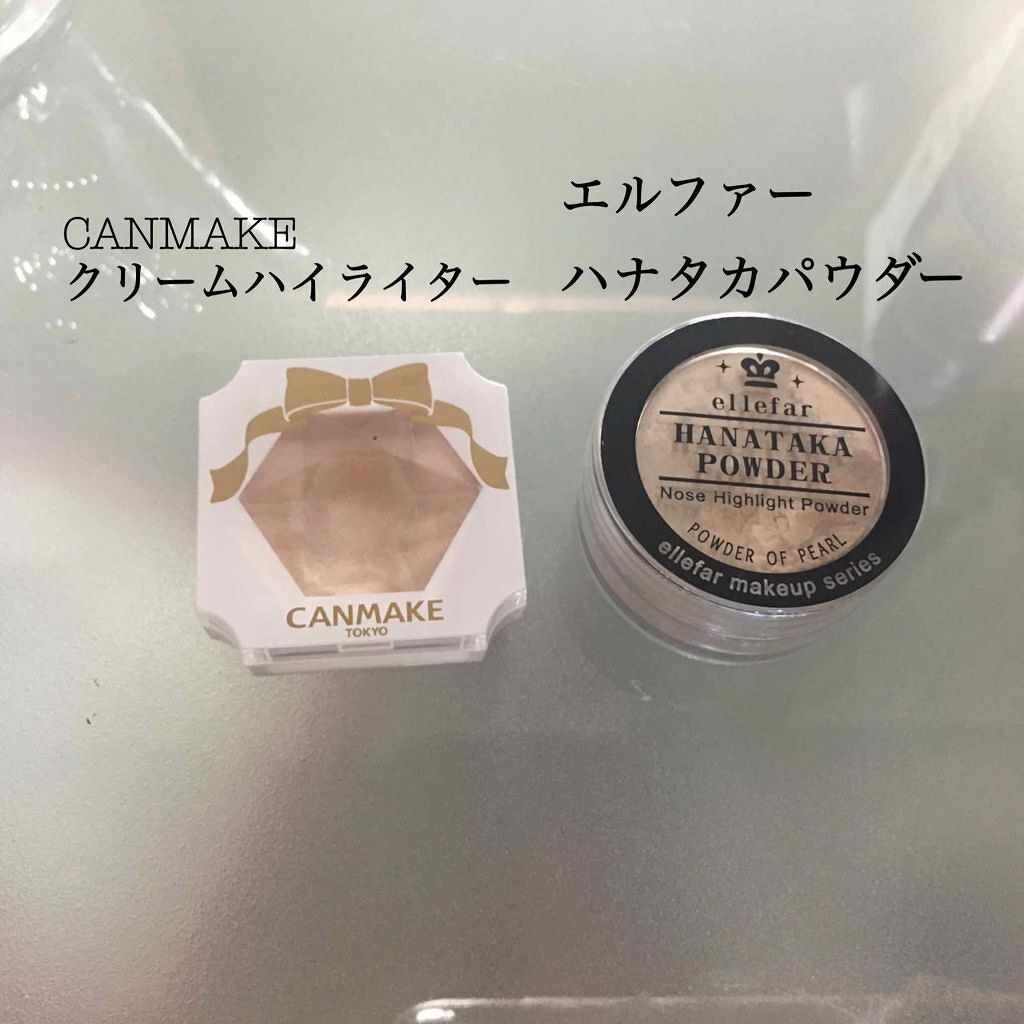 CANMAKE
クリームハイライター
エルファー
ハナタカパウダー
CANMAKE
TOKYO
ellefar
HANATAKA
POWDER
Nose Highlight Powder
POWDER OF PEARL
ellefar makeup series